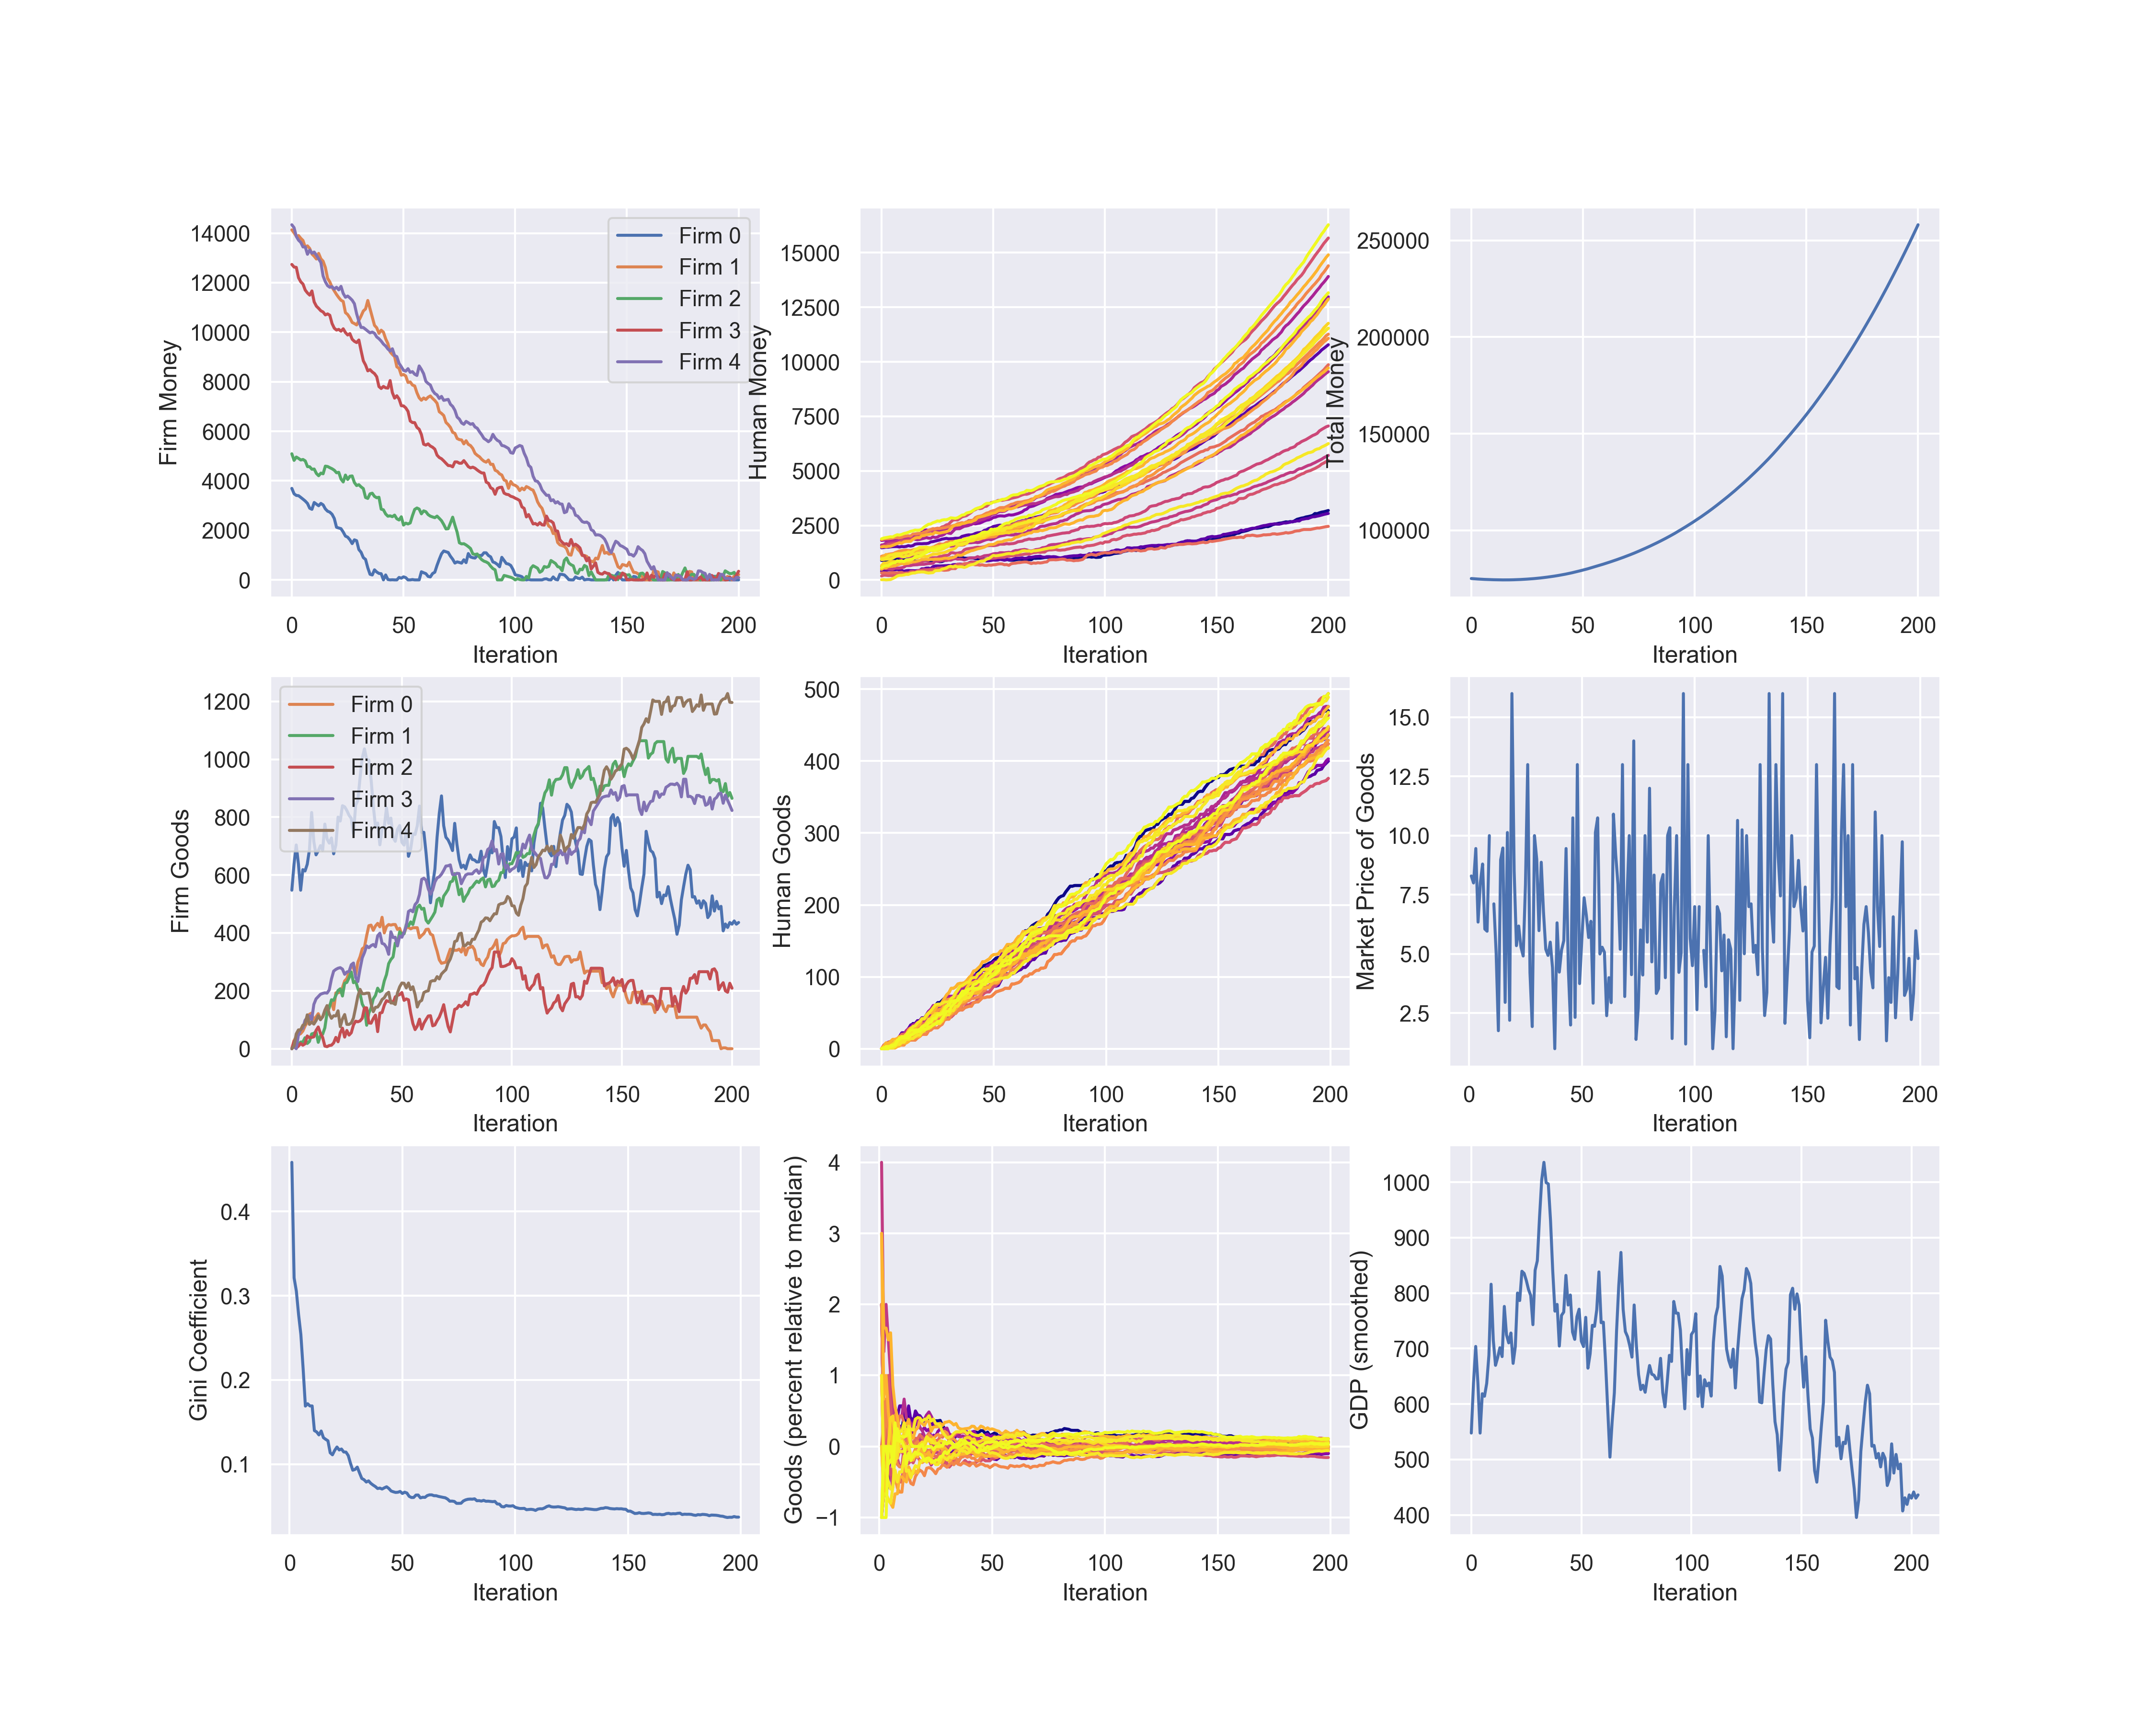 Firm Money
14000
12000
10000
8000
6000
4000
2000
0
0 50 100 150 200
Iteration
Firm 0
Firm 1
Firm 2
Firm 3
Firm 4
Human Money
15000
12500
10000
7500
5000
2500
0
0 50 100 150 200
Iteration
Total Money
250000
200000
150000
100000
0 50 100 150 200
Iteration
Firm Goods
1200
1000
800
600
400
200
0
0 50 100 150 200
Iteration
Firm 0
Firm 1
Firm 2
Firm 3
Firm 4
Human Goods
500
400
300
200
100
0
0 50 100 150 200
Iteration
Market Price of Goods
15.0
12.5
10.0
7.5
5.0
2.5
0 50 100 150 200
Iteration
Gini Coefficient
0.4
0.3
0.2
0.1
0 50 100 150 200
Iteration
Goods (percent relative to median)
4
3
2
1
0
−1
0 50 100 150 200
Iteration
GDP (smoothed)
1000
900
800
700
600
500
400
0 50 100 150 200
Iteration